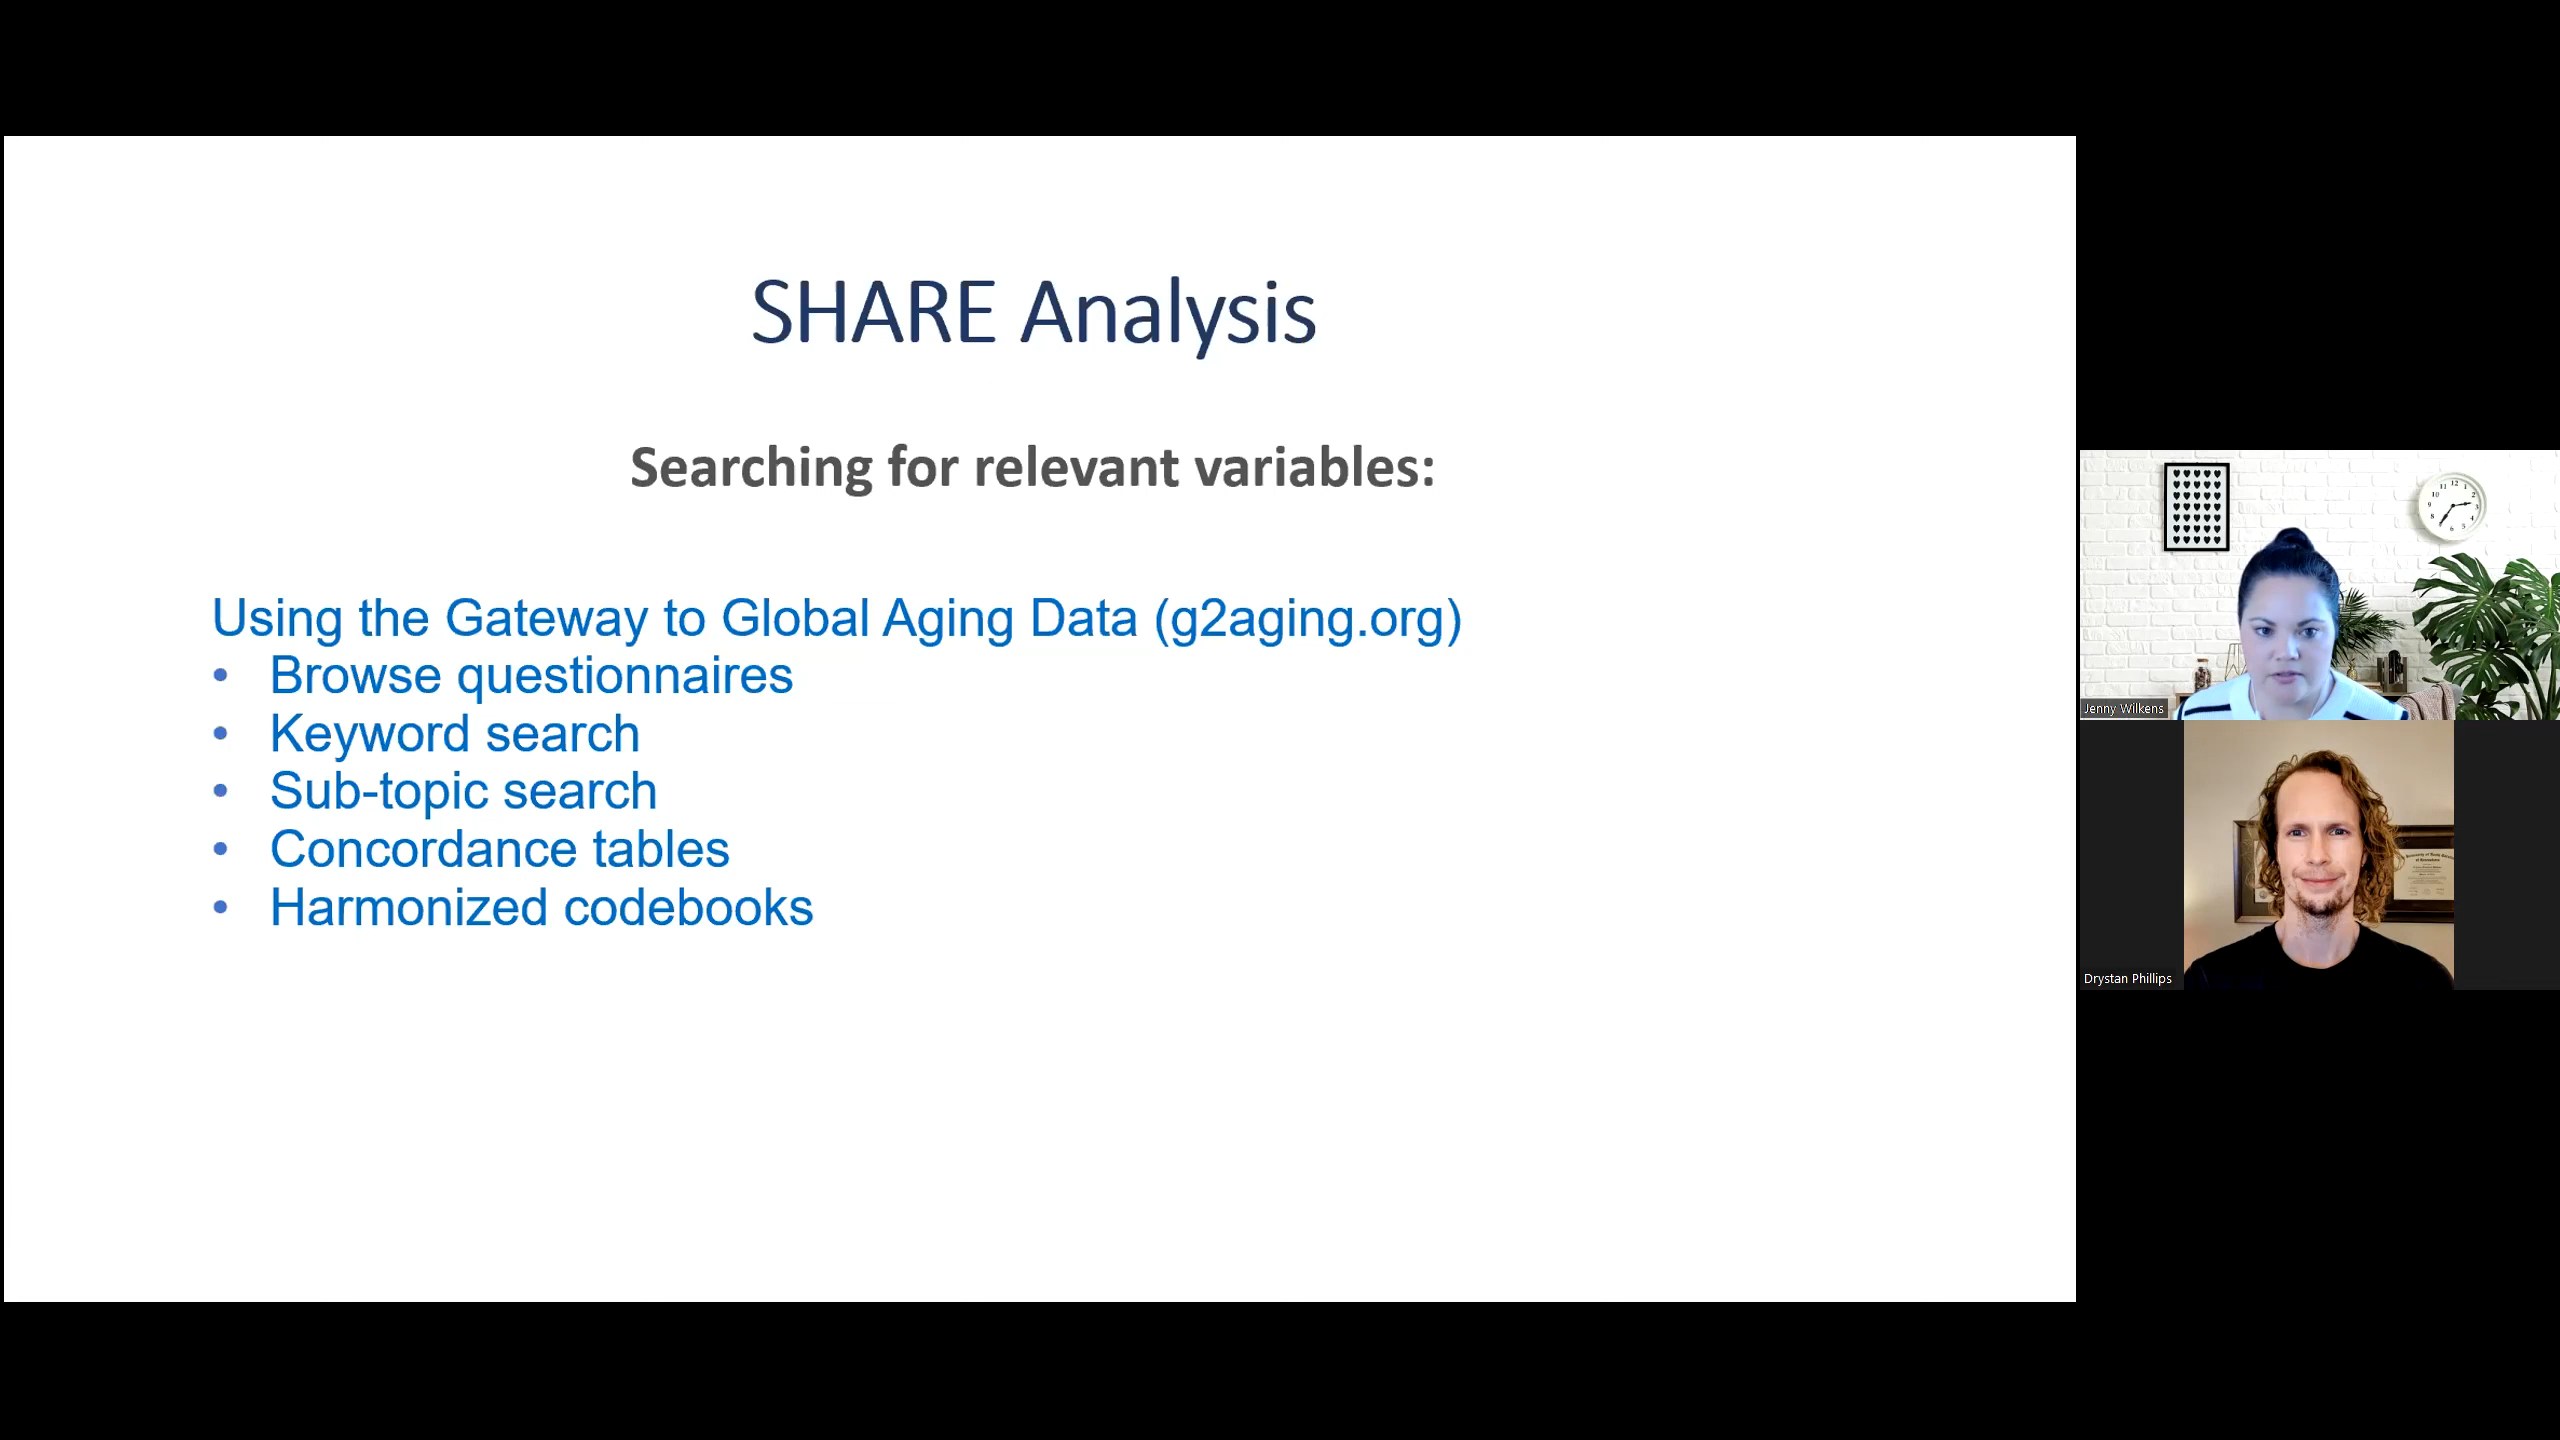 SHARE Analysis
Searching for relevant variables:
Using the Gateway to Global Aging Data (g2aging.org)
• Browse questionnaires
• Keyword search
• Sub-topic search
• Concordance tables
• Harmonized codebooks
Jenny Wilkens
Drystan Phillips